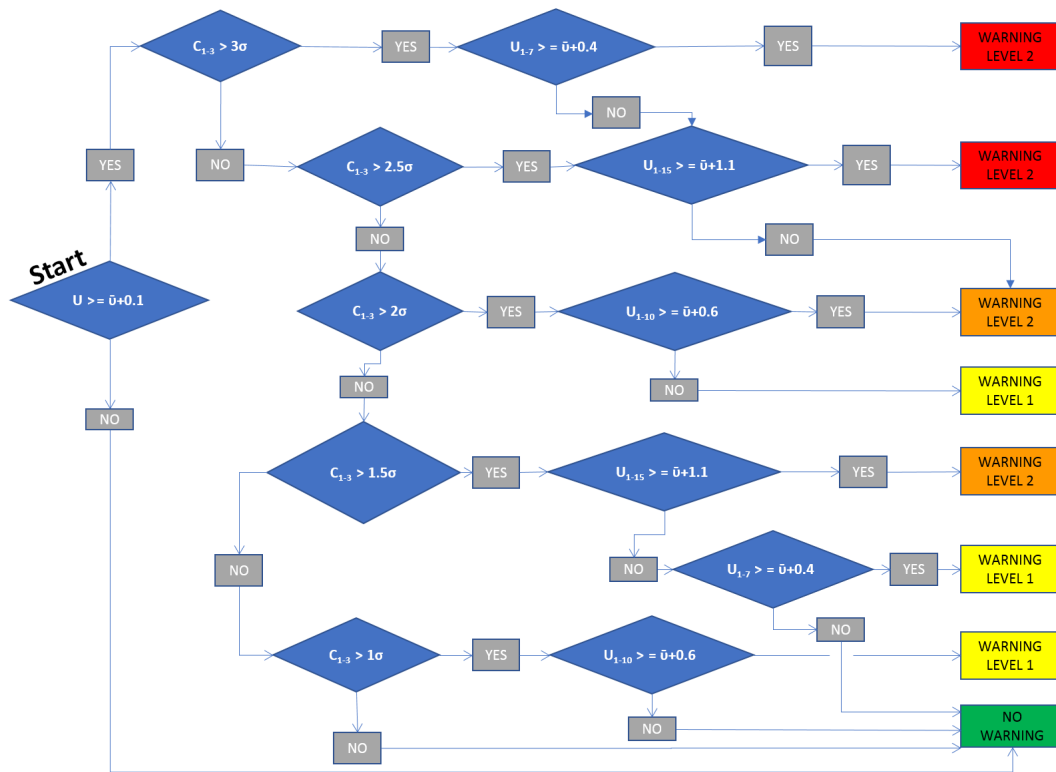 C1-3 > 3σ
YES
U1-7 > = ū+0.4
YES
WARNING
LEVEL 2
NO
YES
NO
C1-3 > 2.5σ
YES
U1-15 > = ū+1.1
YES
WARNING
LEVEL 2
NO
NO
Start
U > = ū+0.1
C1-3 > 2σ
YES
U1-10 > = ū+0.6
YES
WARNING
LEVEL 2
NO
NO
WARNING
LEVEL 1
NO
C1-3 > 1.5σ
YES
U1-15 > = ū+1.1
YES
WARNING
LEVEL 2
NO
NO
U1-7 > = ū+0.4
YES
WARNING
LEVEL 1
NO
C1-3 > 1σ
YES
U1-10 > = ū+0.6
WARNING
LEVEL 1
NO
NO
NO
WARNING